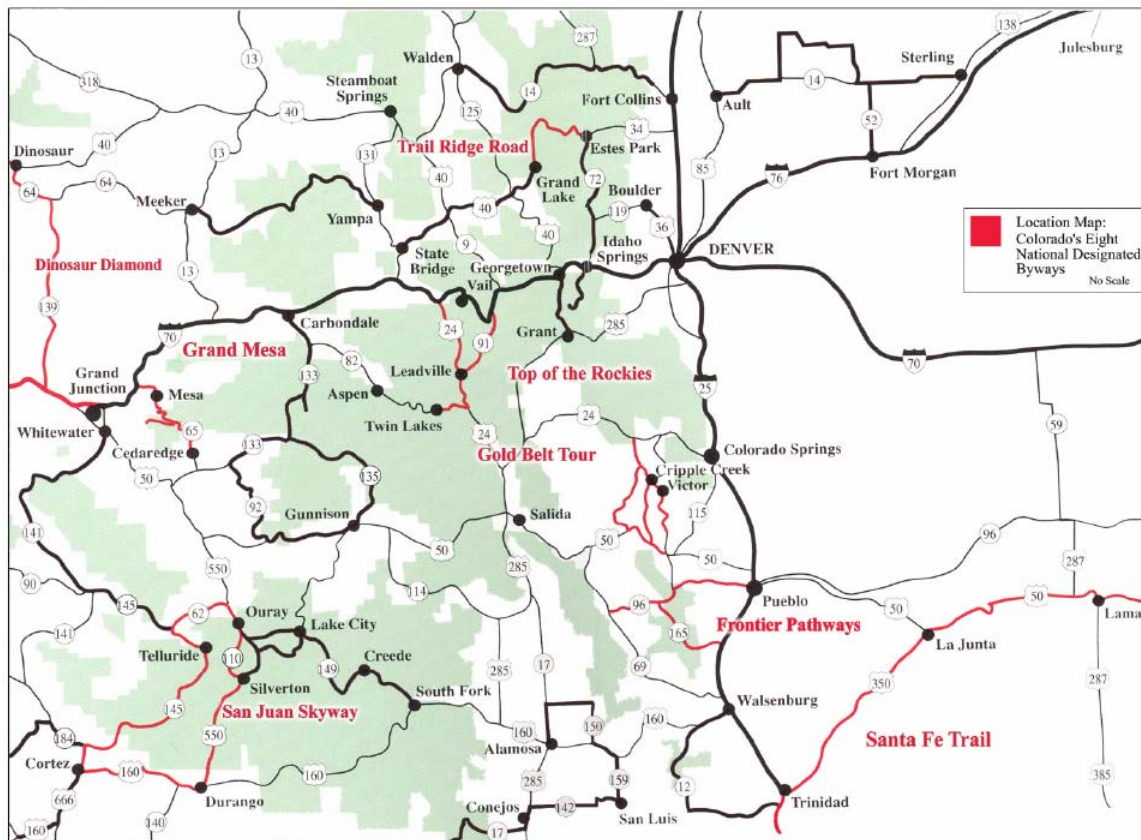 138
Julesburg
287
13
Walden
Sterling
318
13
Steamboat
Springs
14
14
Fort Collins
Ault
125
40
52
34
Trail Ridge Road
Estes Park
Dinosaur
40
13
131
85
76
Fort Morgan
64
64
40
Grand
Lake
72
Boulder
Meeker
Yampa
40
119
36
Location Map:
Colorado's Eight
National Designated
Byways
No Scale
State
Bridge
9
40
Idaho
Springs
DENVER
Dinosaur Diamond
13
Georgetown
Vail
139
Carbondale
24
Grant
285
70
91
Grand Mesa
82
70
133
Leadville
Top of the Rockies
25
Grand
Junction
Mesa
Aspen
Whitewater
Twin Lakes
24
24
59
65
Cedaredge
133
Gold Belt Tour
Colorado Springs
50
135
Cripple Creek
Victor
92
Gunnison
Salida
115
141
50
50
50
96
550
285
287
90
114
Pueblo
145
62
Ouray
96
50
50
Lama
141
Lake City
165
Frontier Pathways
La Junta
Telluride
110
149
Creede
17
69
Silverton
285
350
287
145
San Juan Skyway
South Fork
Walsenburg
184
550
160
150
160
Santa Fe Trail
Alamosa
Cortez
160
160
285
159
12
385
666
Durango
Trinidad
140
Conejos
142
San Luis
160
17